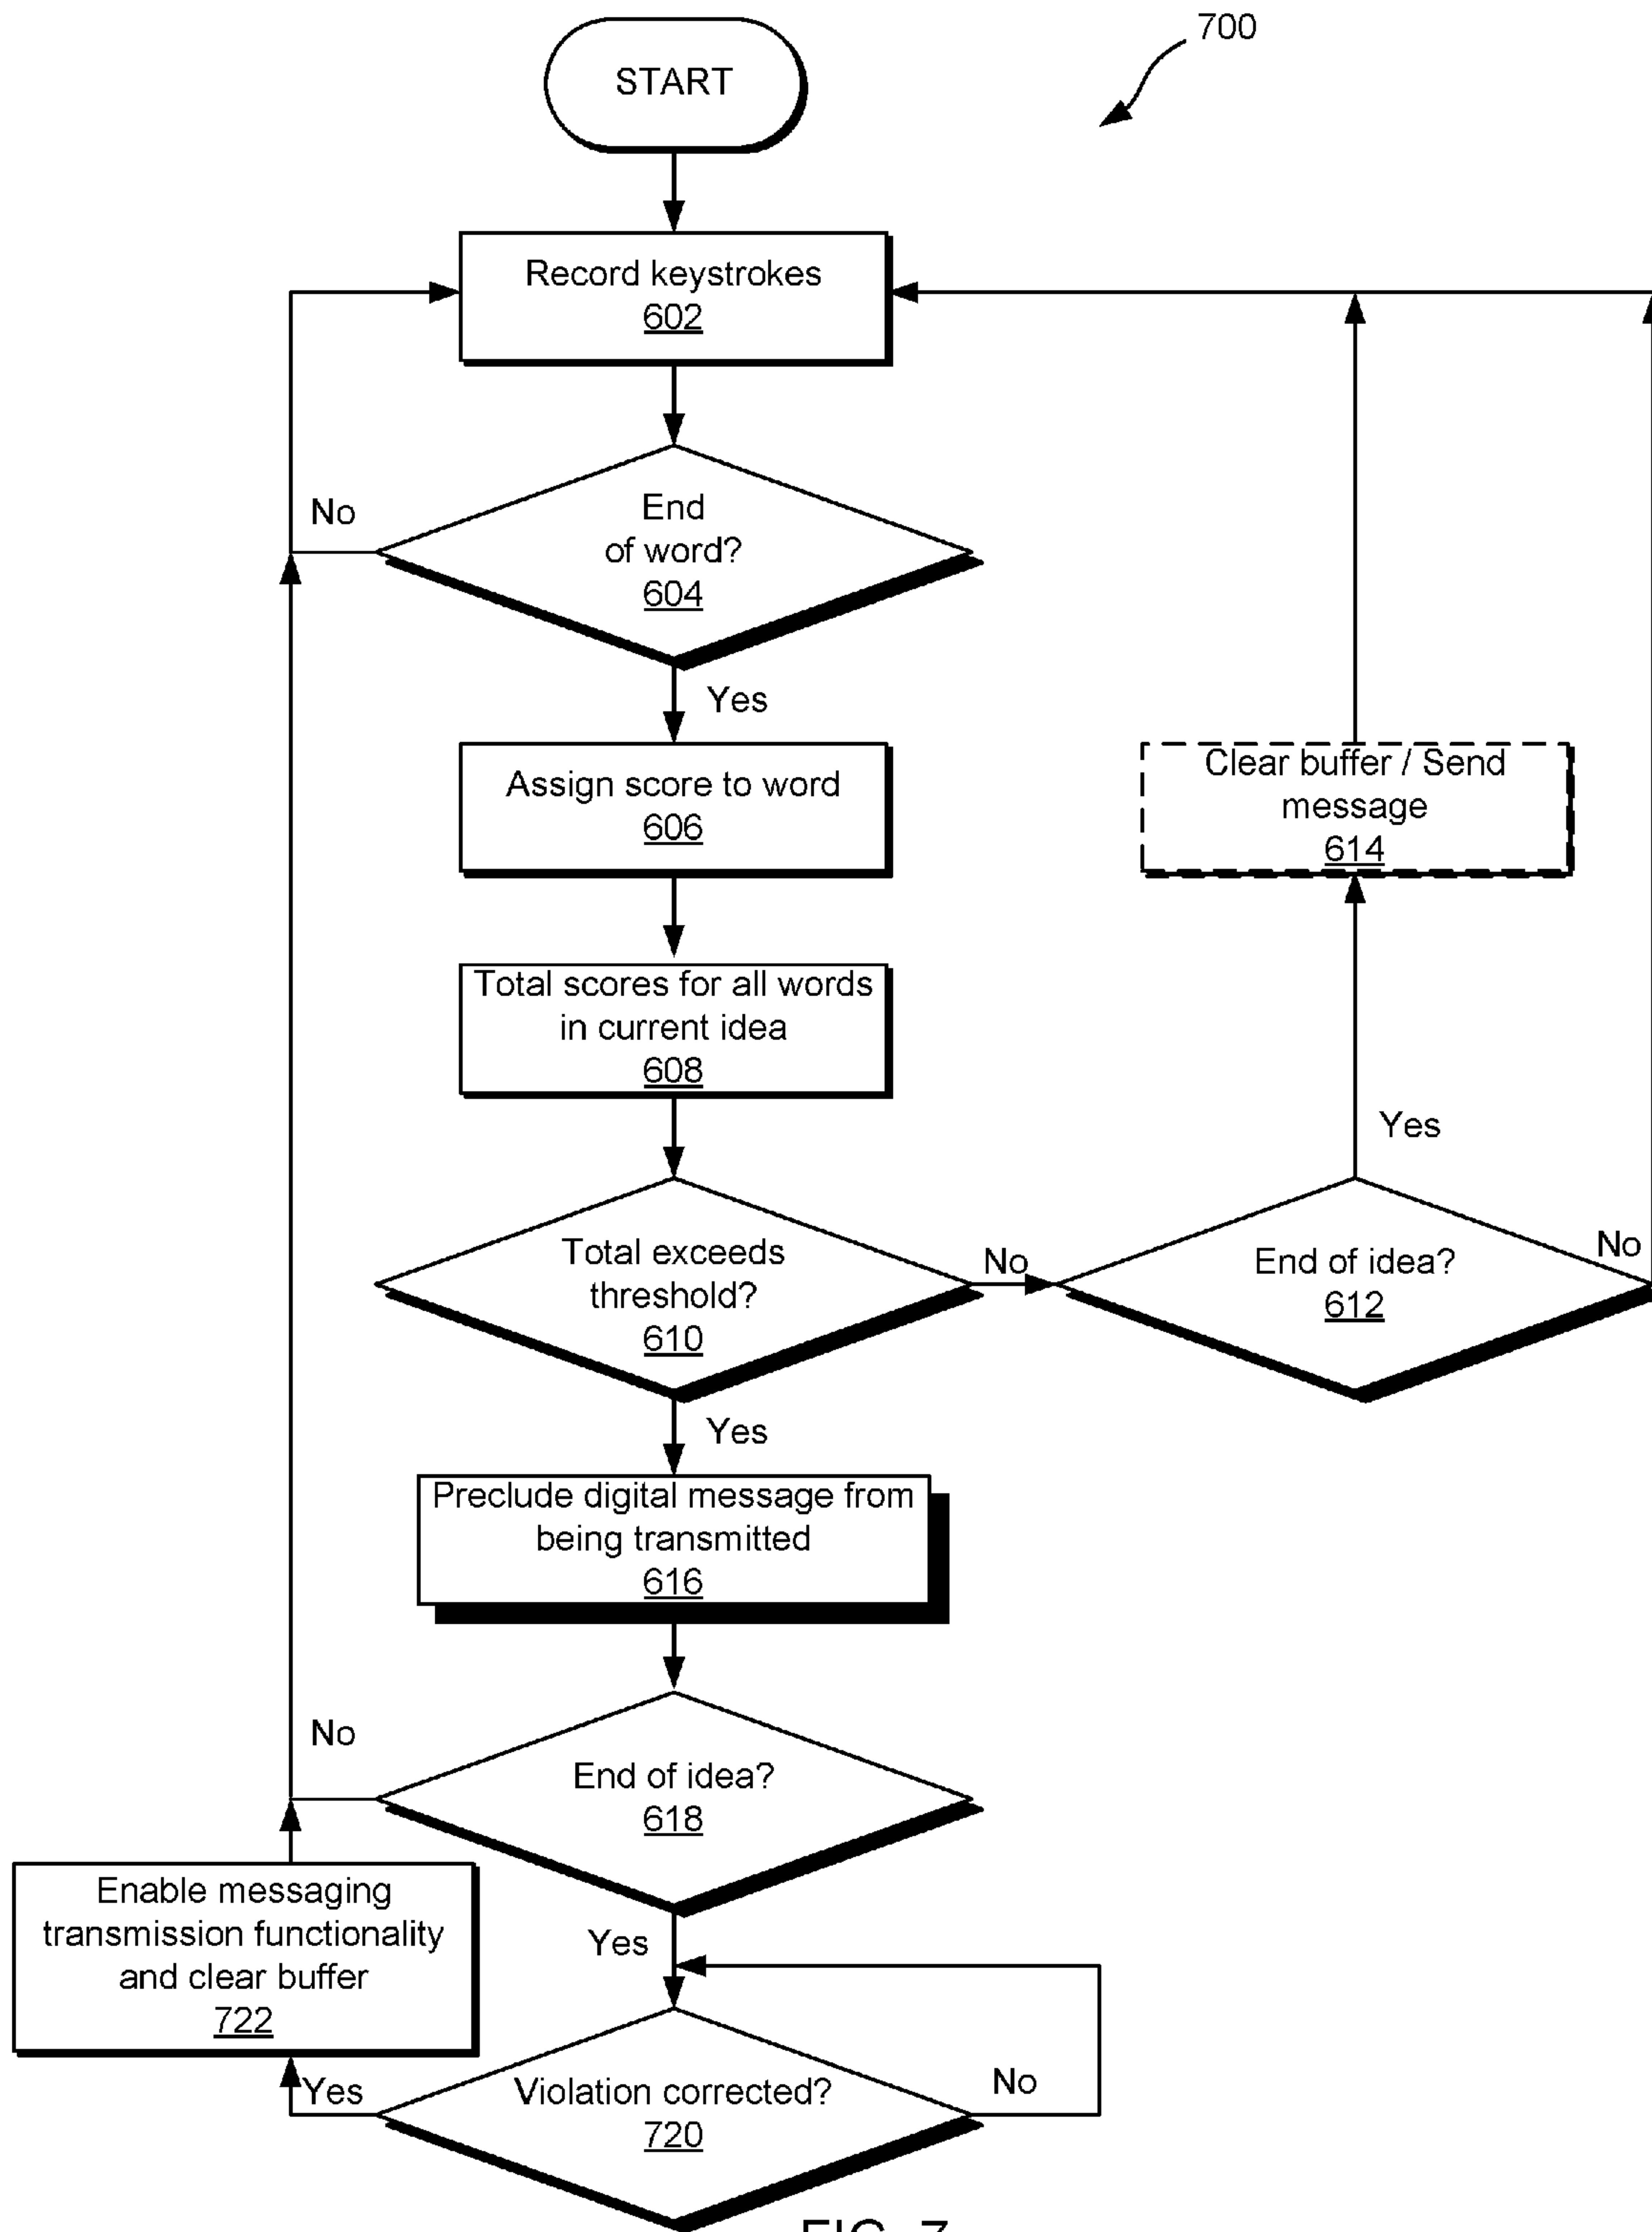 700
START
Record keystrokes
602
No
End
of word?
604
Yes
Assign score to word
606
Clear buffer / Send
message
614
Total scores for all words
in current idea
608
Yes
Total exceeds
threshold?
610
No
End of idea?
612
No
Yes
Preclude digital message from
being transmitted
616
No
End of idea?
618
Enable messaging
transmission functionality
and clear buffer
722
Yes
Yes
Violation corrected?
720
No
FIG. 7